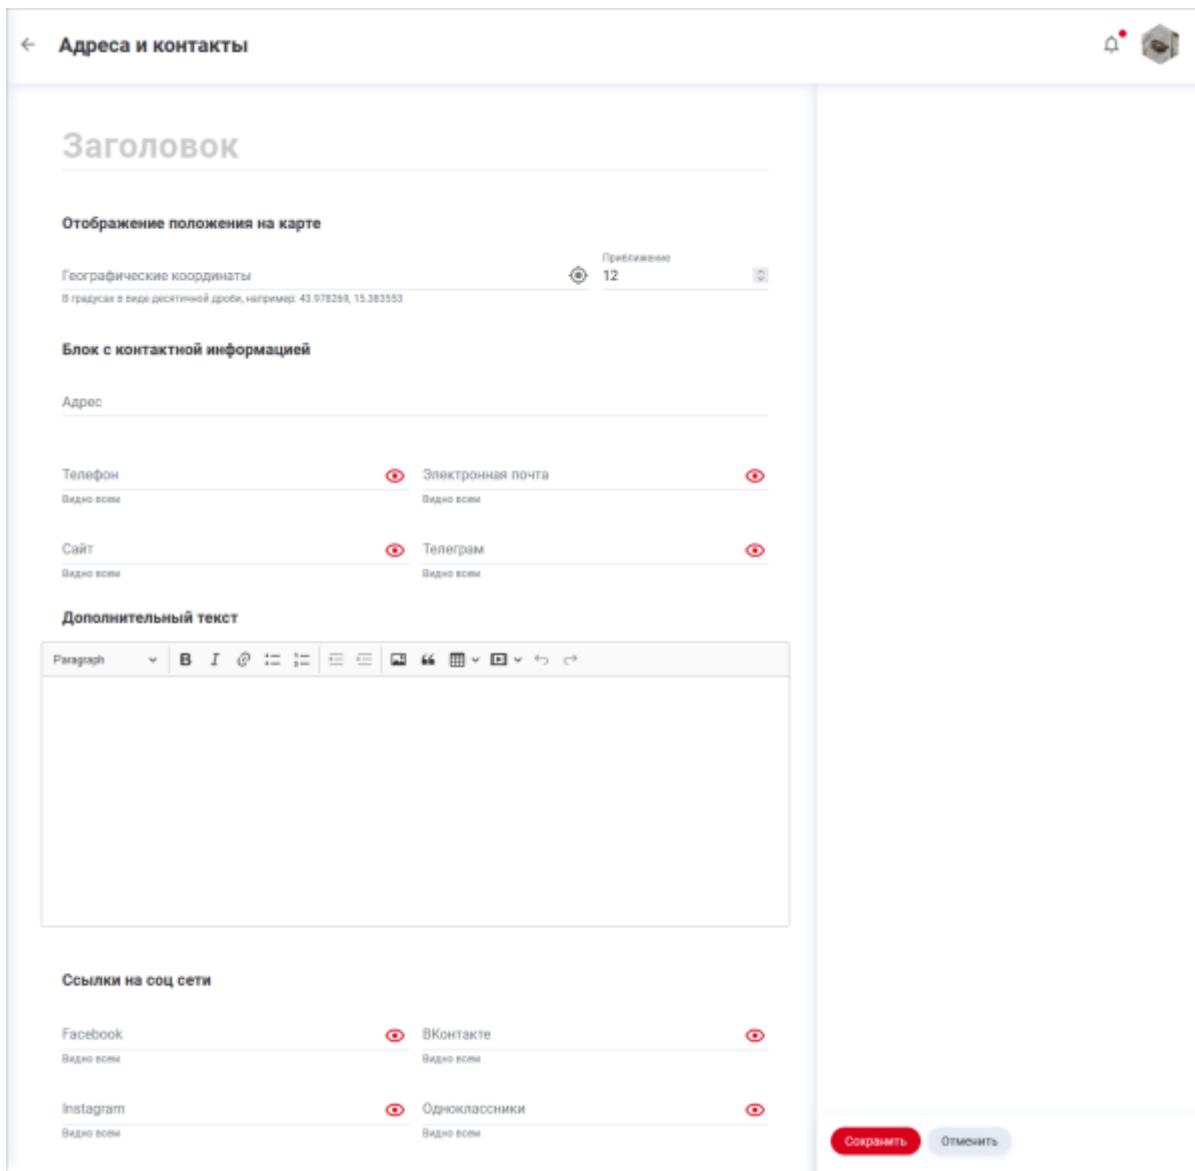 Адреса и контакты
Заголовок
Отображение положения на карте
Приближение
Географические координаты 12
В градусах в виде десятичной дроби, например: 43.978269, 15.383553
Блок с контактной информацией
Адрес
Телефон Электронная почта
Видно всем Видно всем
Сайт Телеграм
Видно всем Видно всем
Дополнительный текст
Paragraph
Ссылки на соц сети
Facebook ВКонтакте
Видно всем Видно всем
Instagram Одноклассники
Видно всем Видно всем
Сохранить Отменить